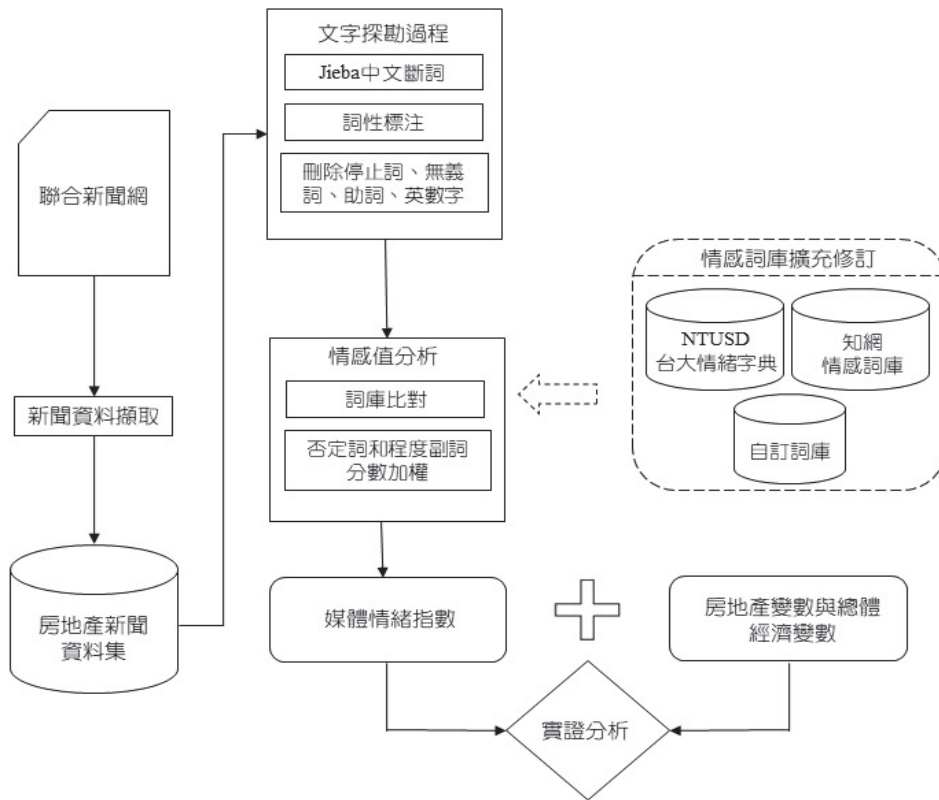 文字探勘過程
Jieba中文斷詞
詞性標注
刪除停止詞、無義
詞、助詞、英數字
聯合新聞網
新聞資料擷取
房地產新聞
資料集
情感值分析
詞庫比對
否定詞和程度副詞
分數加權
情感詞庫擴充修訂
NTUSD
台大情緒字典
知網
情感詞庫
自訂詞庫
媒體情緒指數
房地產變數與總體
經濟變數
實證分析